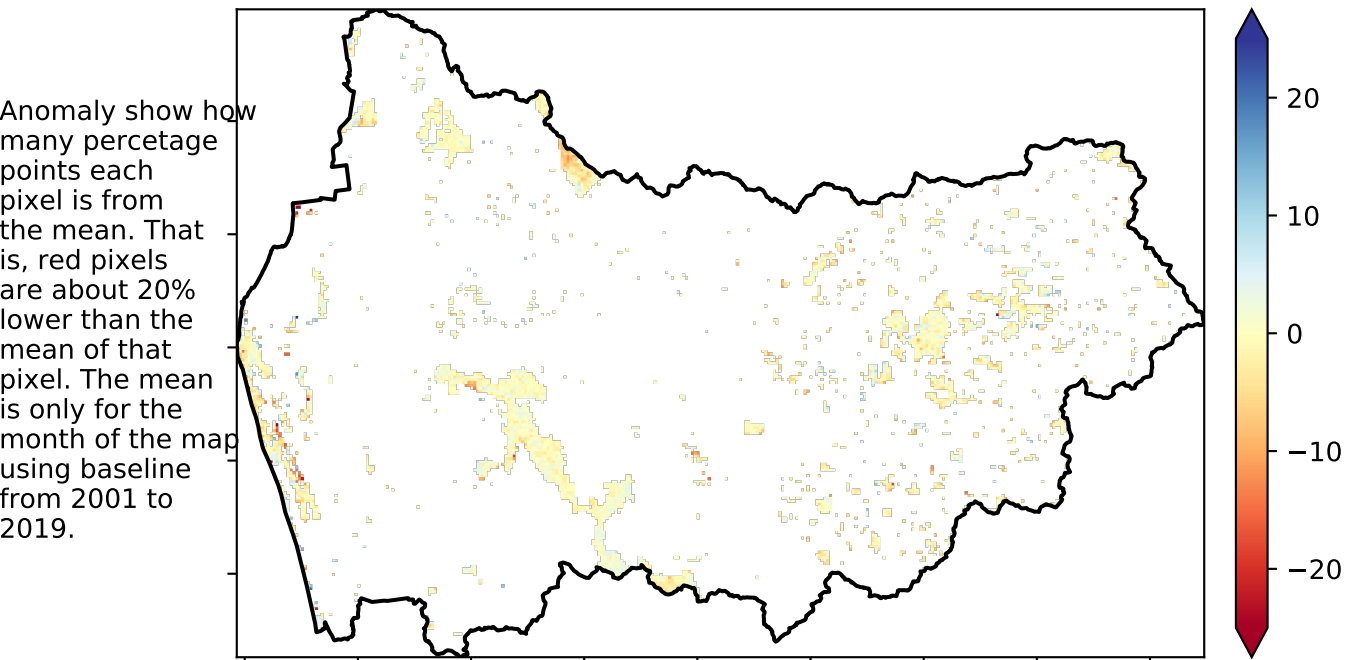 Anomaly show how
many percetage
points each
pixel is from
the mean. That
is, red pixels
are about 20%
lower than the
mean of that
pixel. The mean
is only for the
month of the map
using baseline
from 2001 to
2019.
20
10
0
−10
−20